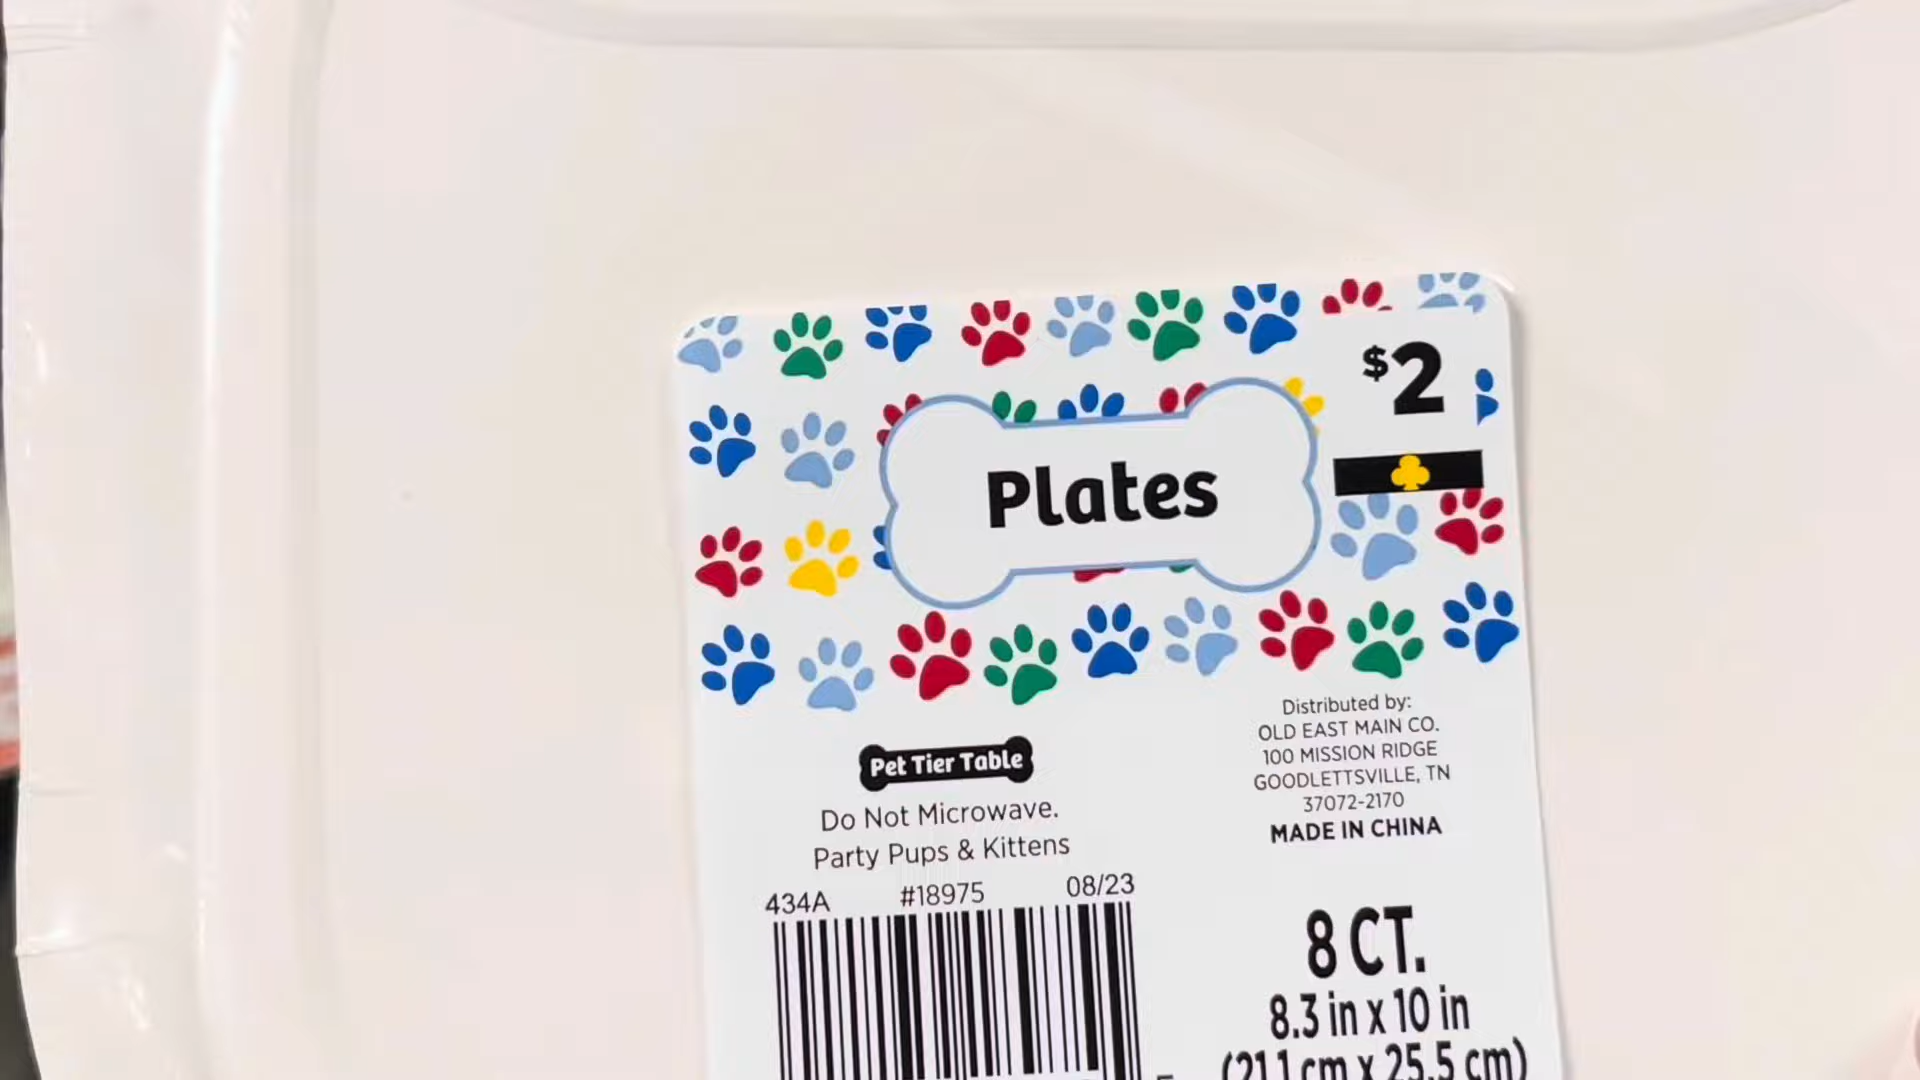 $2
Plates
Pet Tier Table
Do Not Microwave.
Party Pups & Kittens
434A #18975 08/23
Distributed by:
OLD EAST MAIN CO.
100 MISSION RIDGE
GOODLETTSVILLE, TN
37072-2170
MADE IN CHINA
8 CT.
8.3 in x 10 in
(21.1 cm x 25.5 cm)